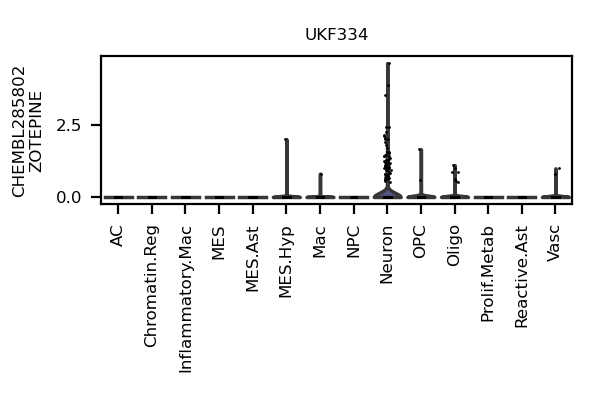 UKF334
CHEMBL285802
ZOTEPINE
2.5
0.0
AC
Chromatin.Reg
Inflammatory.Mac
MES
MES.Ast
MES.Hyp
Mac
NPC
Neuron
OPC
Oligo
Prolif.Metab
Reactive.Ast
Vasc